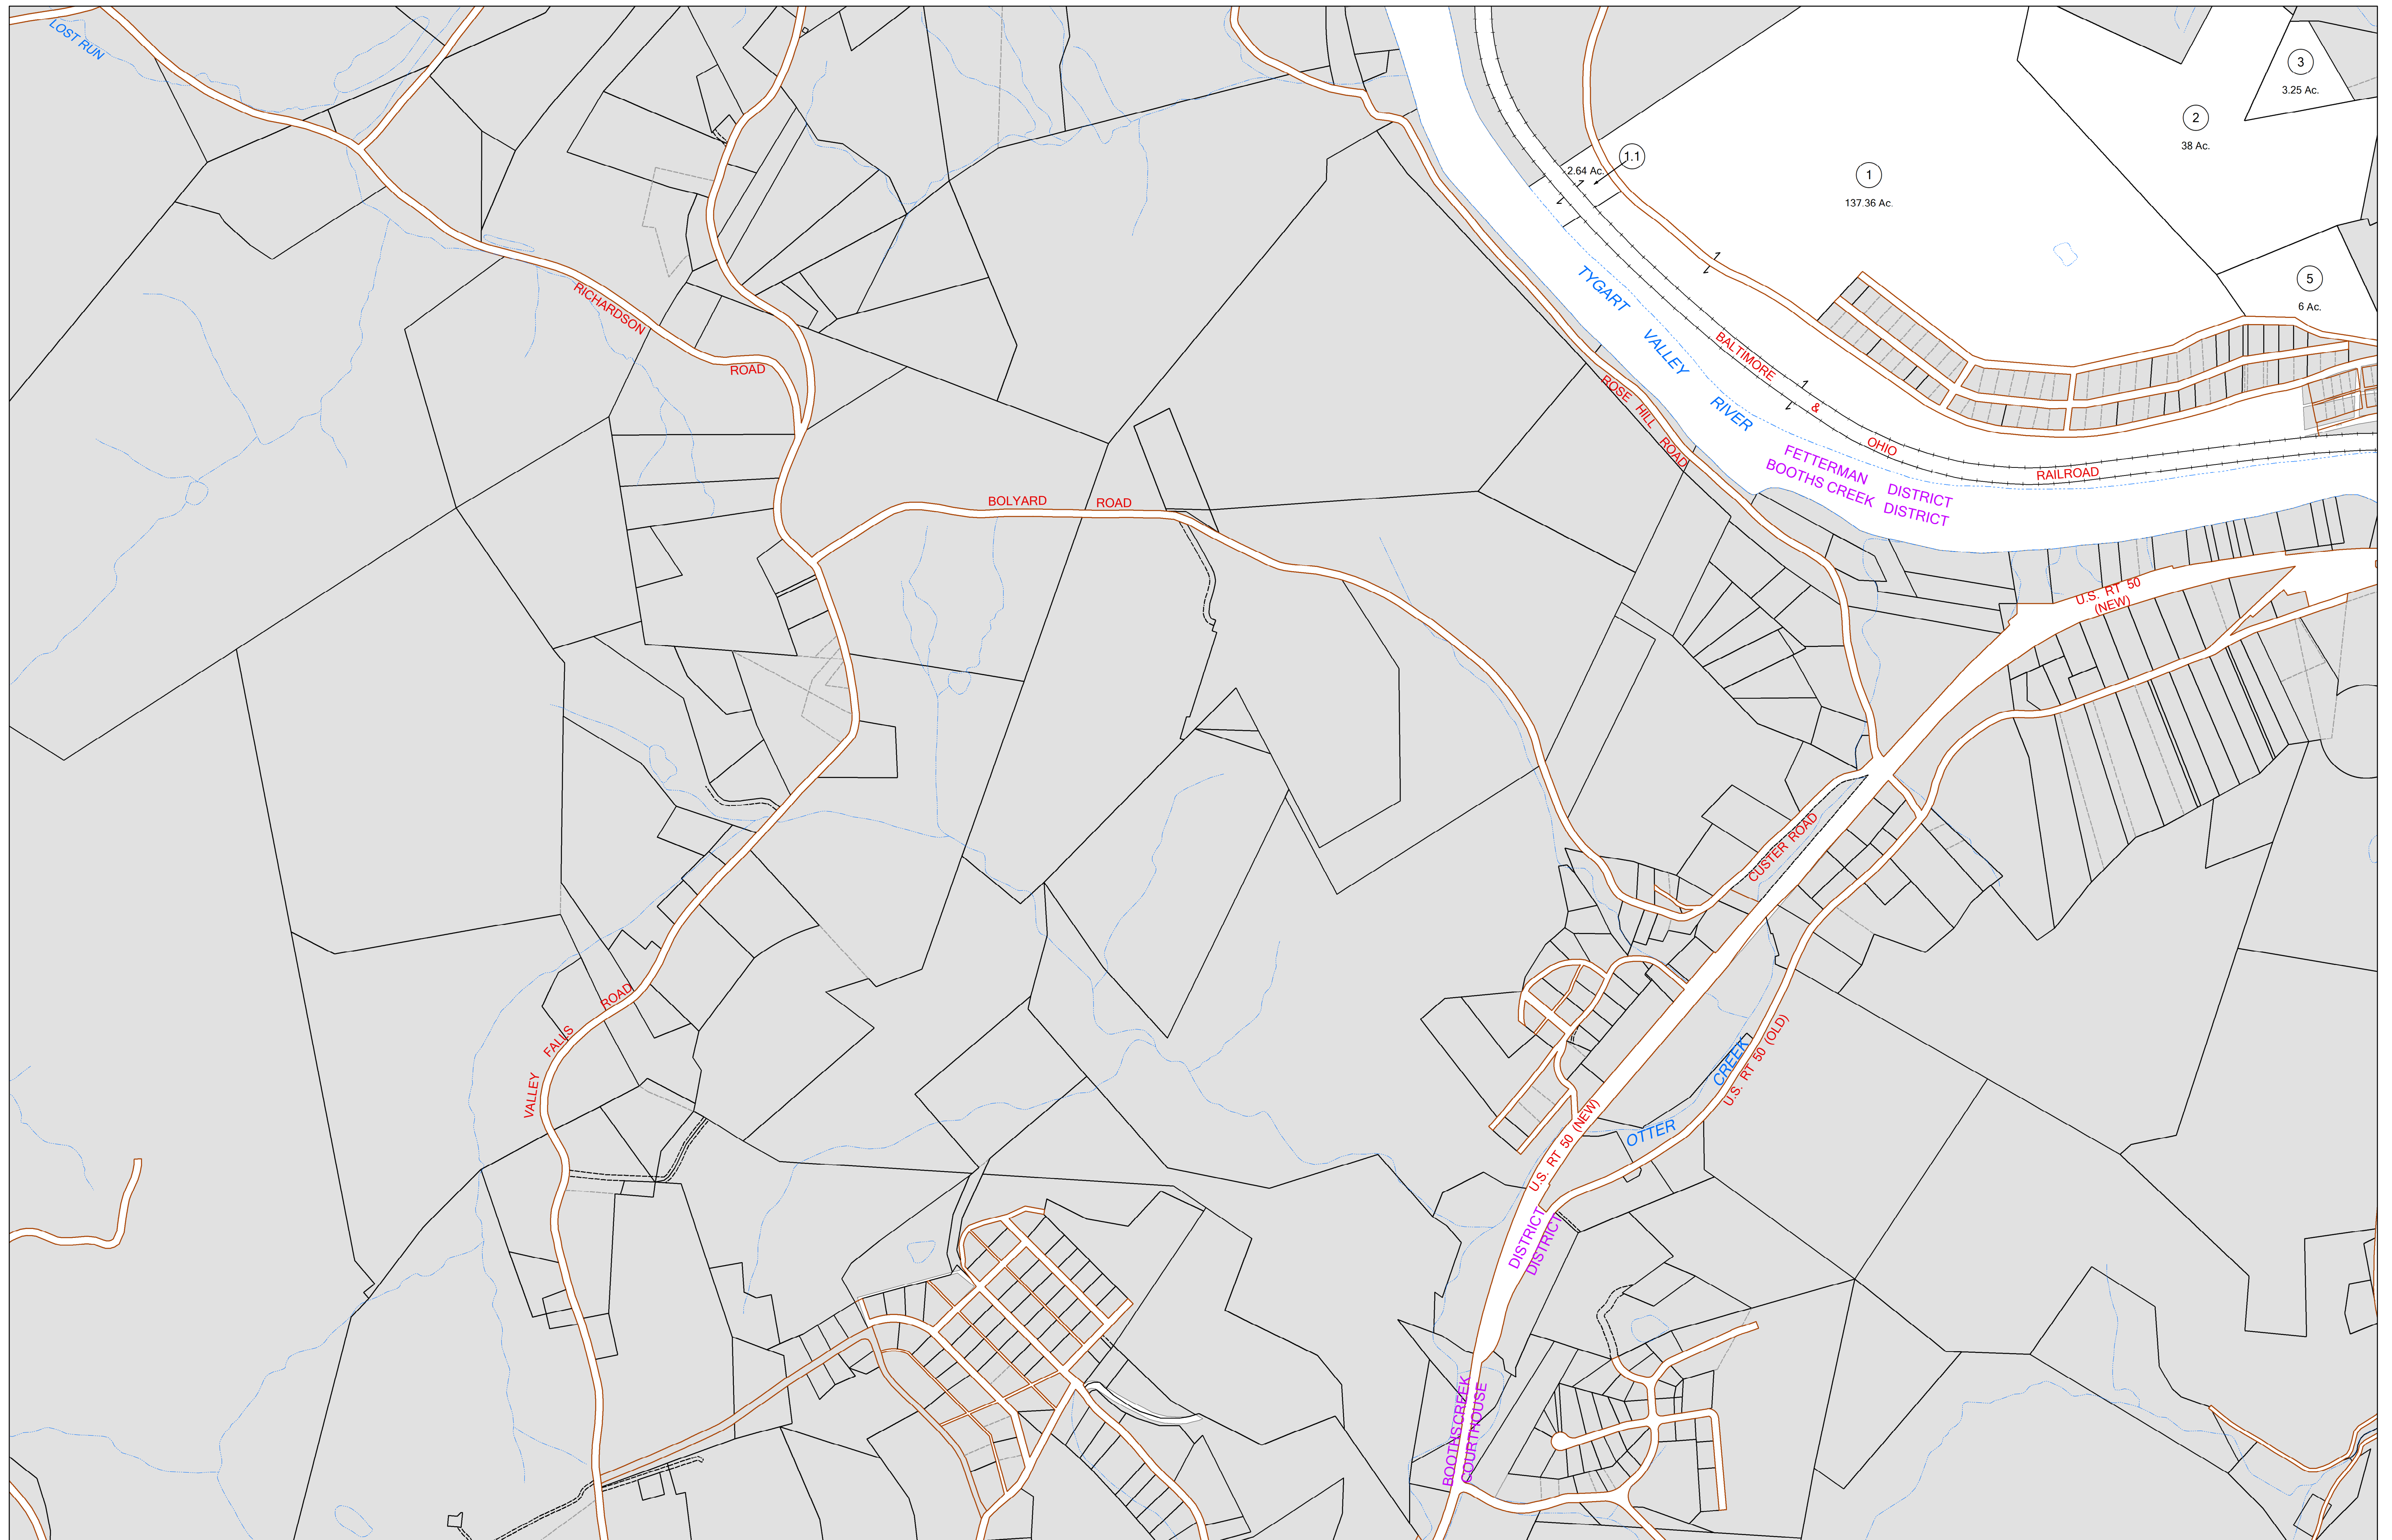 LOST RUN
3
3.25 Ac.
2
38 Ac.
1.1
2.64 Ac.
1
137.36 Ac.
5
6 Ac.
RICHARDSON
ROAD
TYGART
VALLEY
RIVER
BALTIMORE
&
OHIO
RAILROAD
ROSE HILL ROAD
FETTERMAN DISTRICT
BOOTHS CREEK DISTRICT
BOLYARD ROAD
U.S. RT 50
(NEW)
CUSTER ROAD
VALLEY
FALLS
ROAD
CREEK
U.S. RT 50 (OLD)
OTTER
U.S. RT 50 (NEW)
DISTRICT
DISTRICT
BOOTHS CREEK
COURTHOUSE